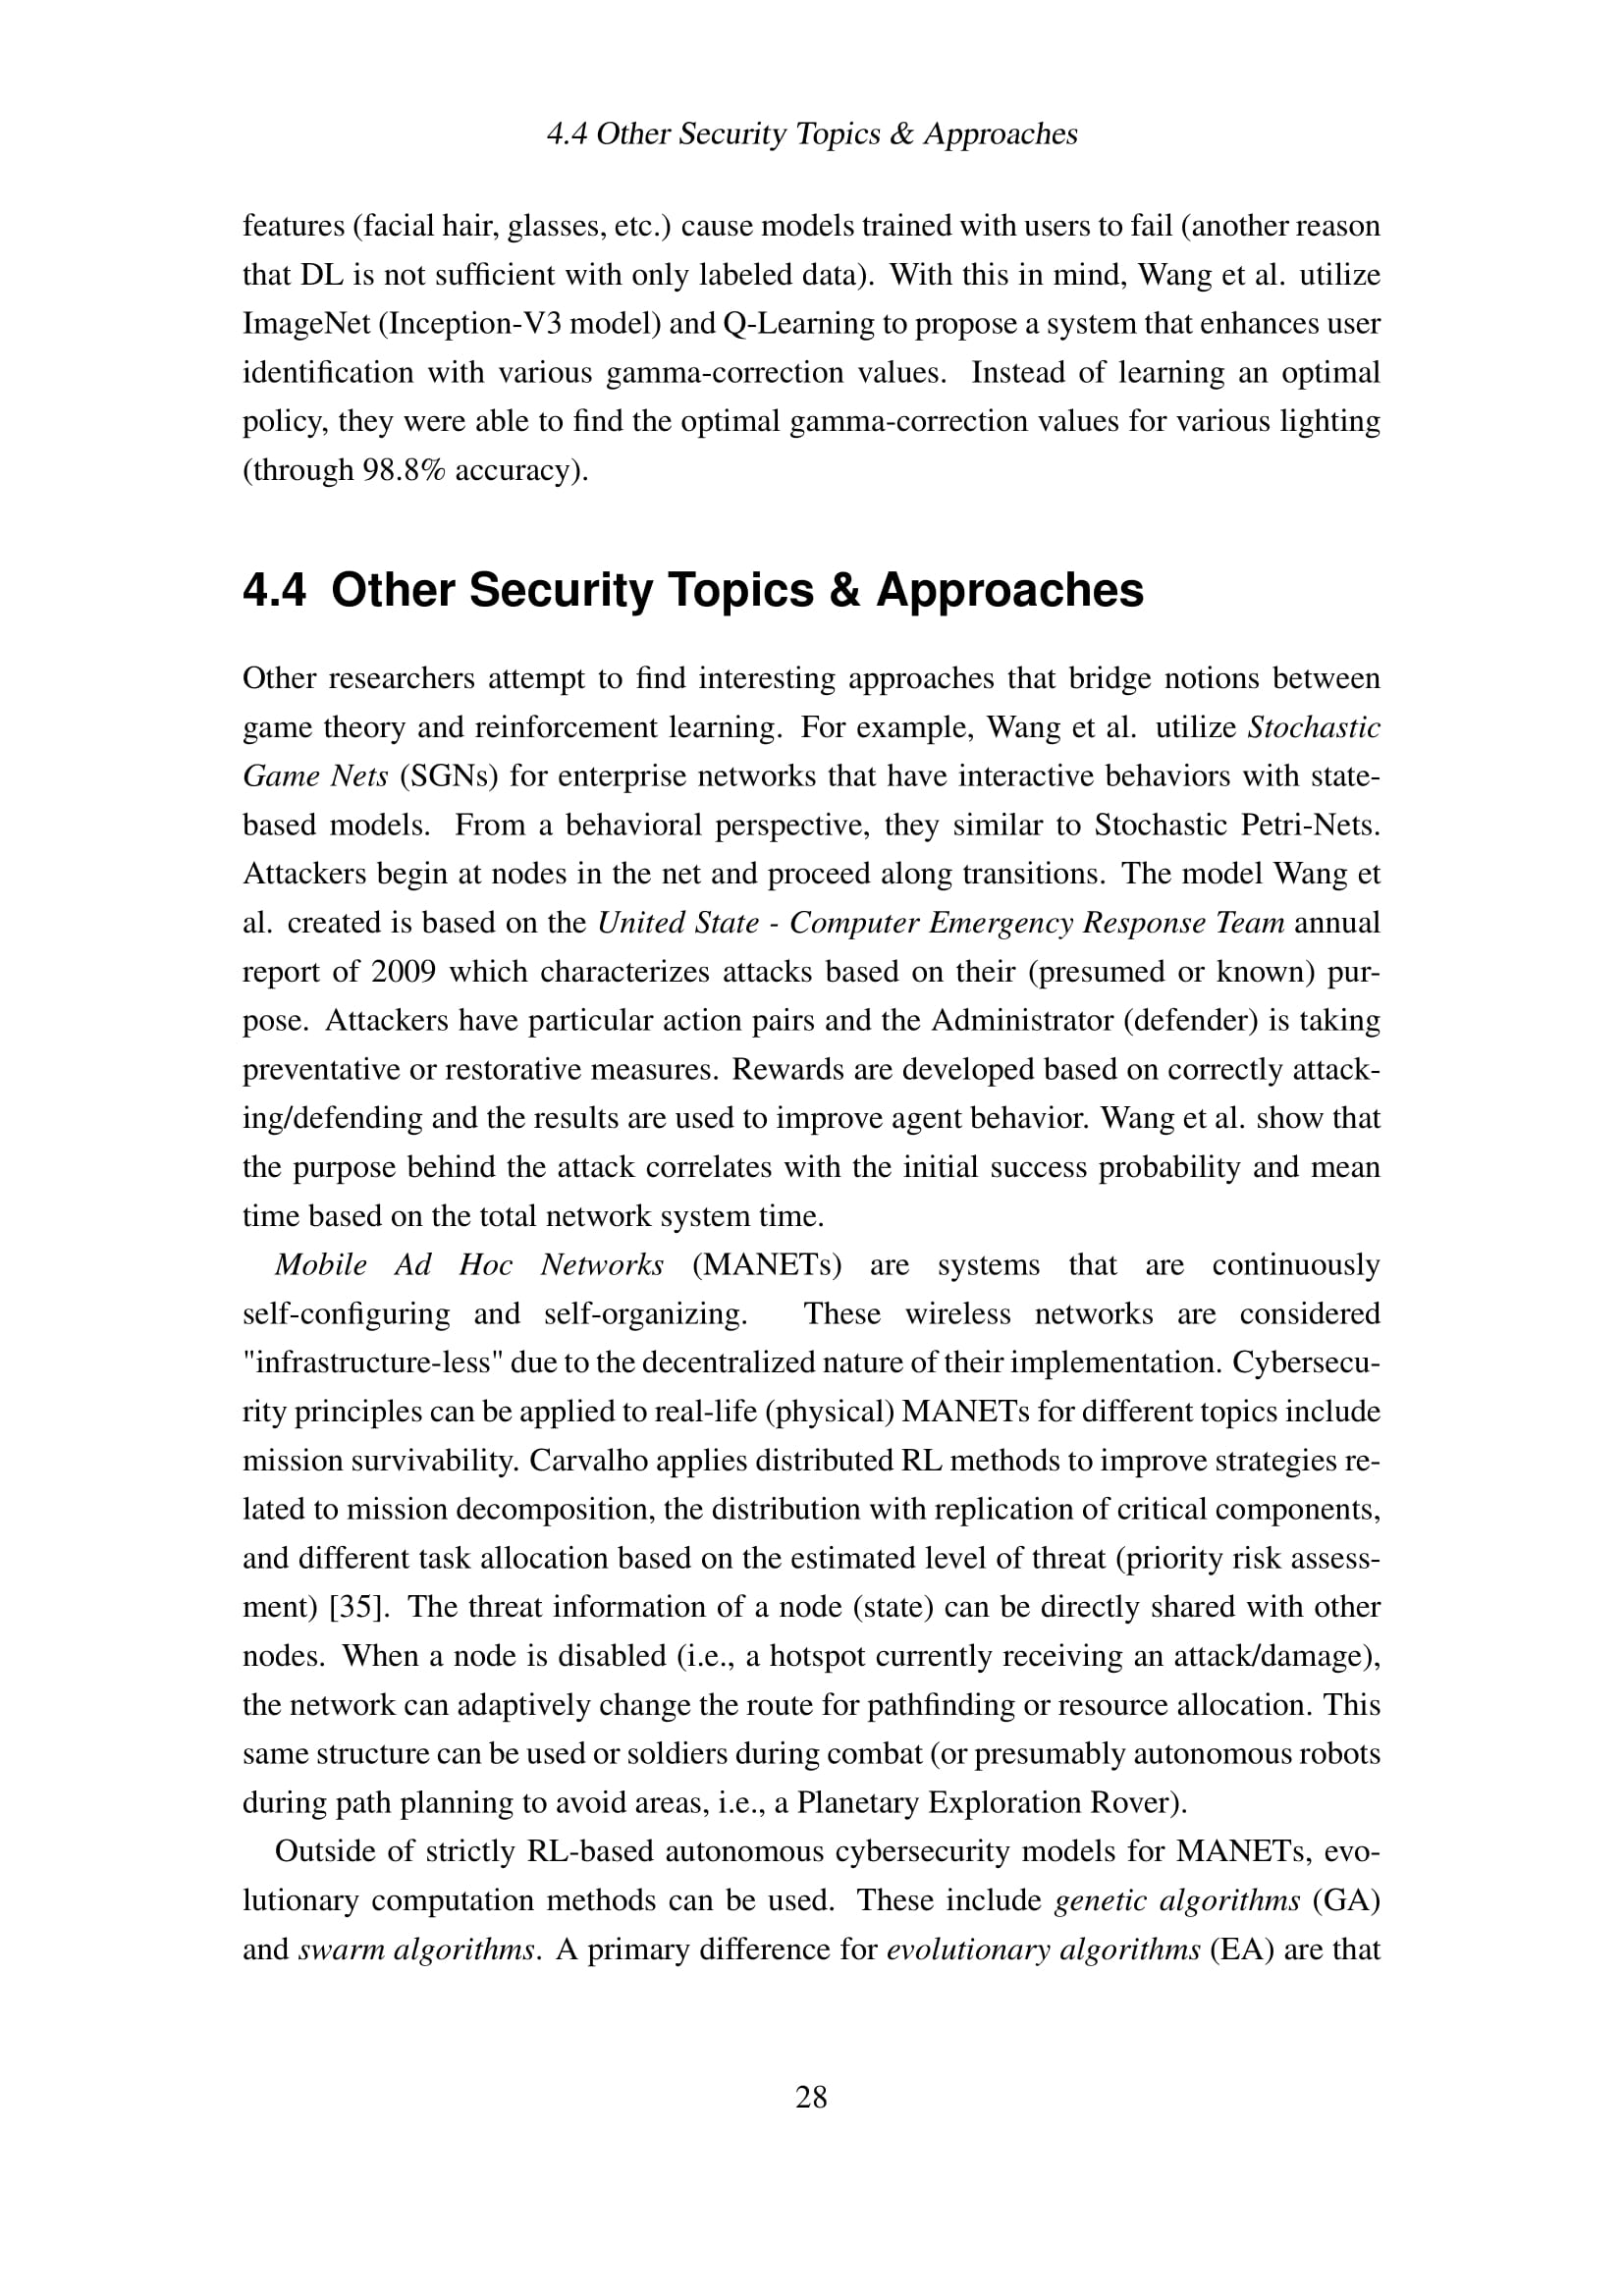 4.4 Other Security Topics & Approaches
features (facial hair, glasses, etc.) cause models trained with users to fail (another reason
that DL is not sufficient with only labeled data). With this in mind, Wang et al. utilize
ImageNet (Inception-V3 model) and Q-Learning to propose a system that enhances user
identification with various gamma-correction values. Instead of learning an optimal
policy, they were able to find the optimal gamma-correction values for various lighting
(through 98.8% accuracy).
4.4 Other Security Topics & Approaches
Other researchers attempt to find interesting approaches that bridge notions between
game theory and reinforcement learning. For example, Wang et al. utilize Stochastic
Game Nets (SGNs) for enterprise networks that have interactive behaviors with state-
based models. From a behavioral perspective, they similar to Stochastic Petri-Nets.
Attackers begin at nodes in the net and proceed along transitions. The model Wang et
al. created is based on the United State - Computer Emergency Response Team annual
report of 2009 which characterizes attacks based on their (presumed or known) pur-
pose. Attackers have particular action pairs and the Administrator (defender) is taking
preventative or restorative measures. Rewards are developed based on correctly attack-
ing/defending and the results are used to improve agent behavior. Wang et al. show that
the purpose behind the attack correlates with the initial success probability and mean
time based on the total network system time.
Mobile Ad Hoc Networks (MANETs) are systems that are continuously
self-configuring and self-organizing. These wireless networks are considered
"infrastructure-less" due to the decentralized nature of their implementation. Cybersecu-
rity principles can be applied to real-life (physical) MANETs for different topics include
mission survivability. Carvalho applies distributed RL methods to improve strategies re-
lated to mission decomposition, the distribution with replication of critical components,
and different task allocation based on the estimated level of threat (priority risk assess-
ment) [35]. The threat information of a node (state) can be directly shared with other
nodes. When a node is disabled (i.e., a hotspot currently receiving an attack/damage),
the network can adaptively change the route for pathfinding or resource allocation. This
same structure can be used or soldiers during combat (or presumably autonomous robots
during path planning to avoid areas, i.e., a Planetary Exploration Rover).
Outside of strictly RL-based autonomous cybersecurity models for MANETs, evo-
lutionary computation methods can be used. These include genetic algorithms (GA)
and swarm algorithms. A primary difference for evolutionary algorithms (EA) are that
28